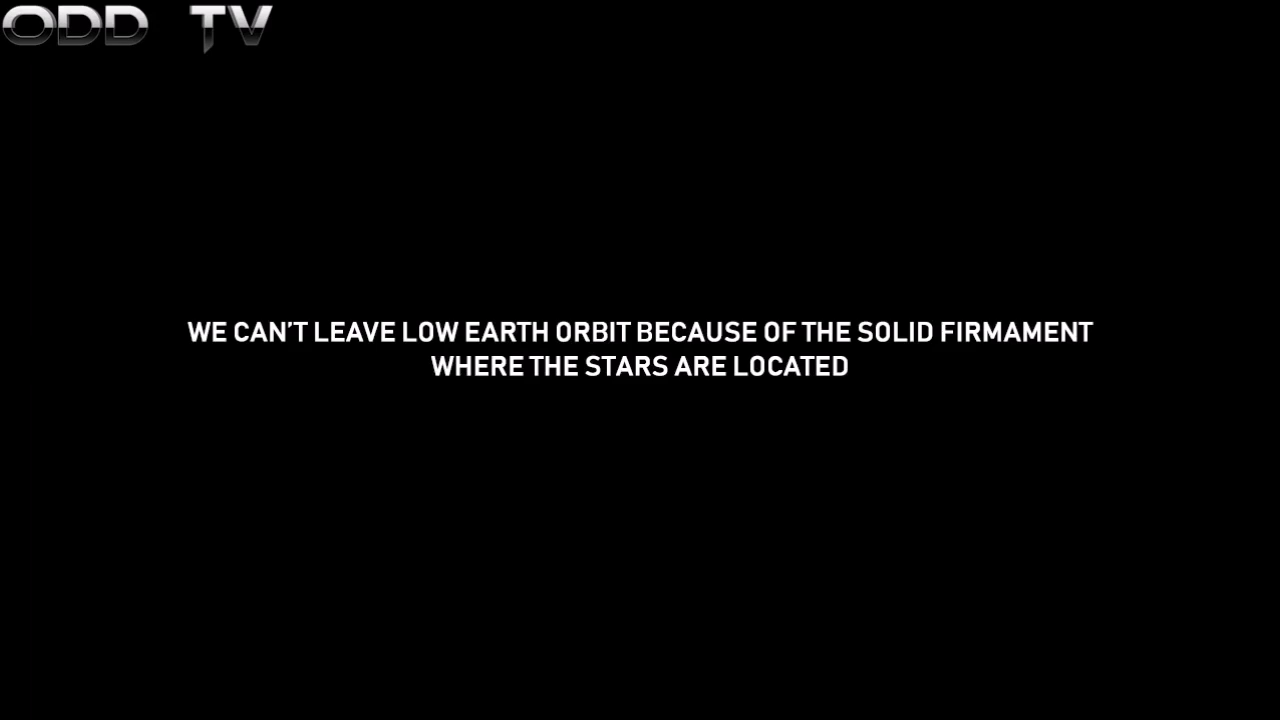 ODD TV
WE CAN'T LEAVE LOW EARTH ORBIT BECAUSE OF THE SOLID FIRMAMENT
WHERE THE STARS ARE LOCATED